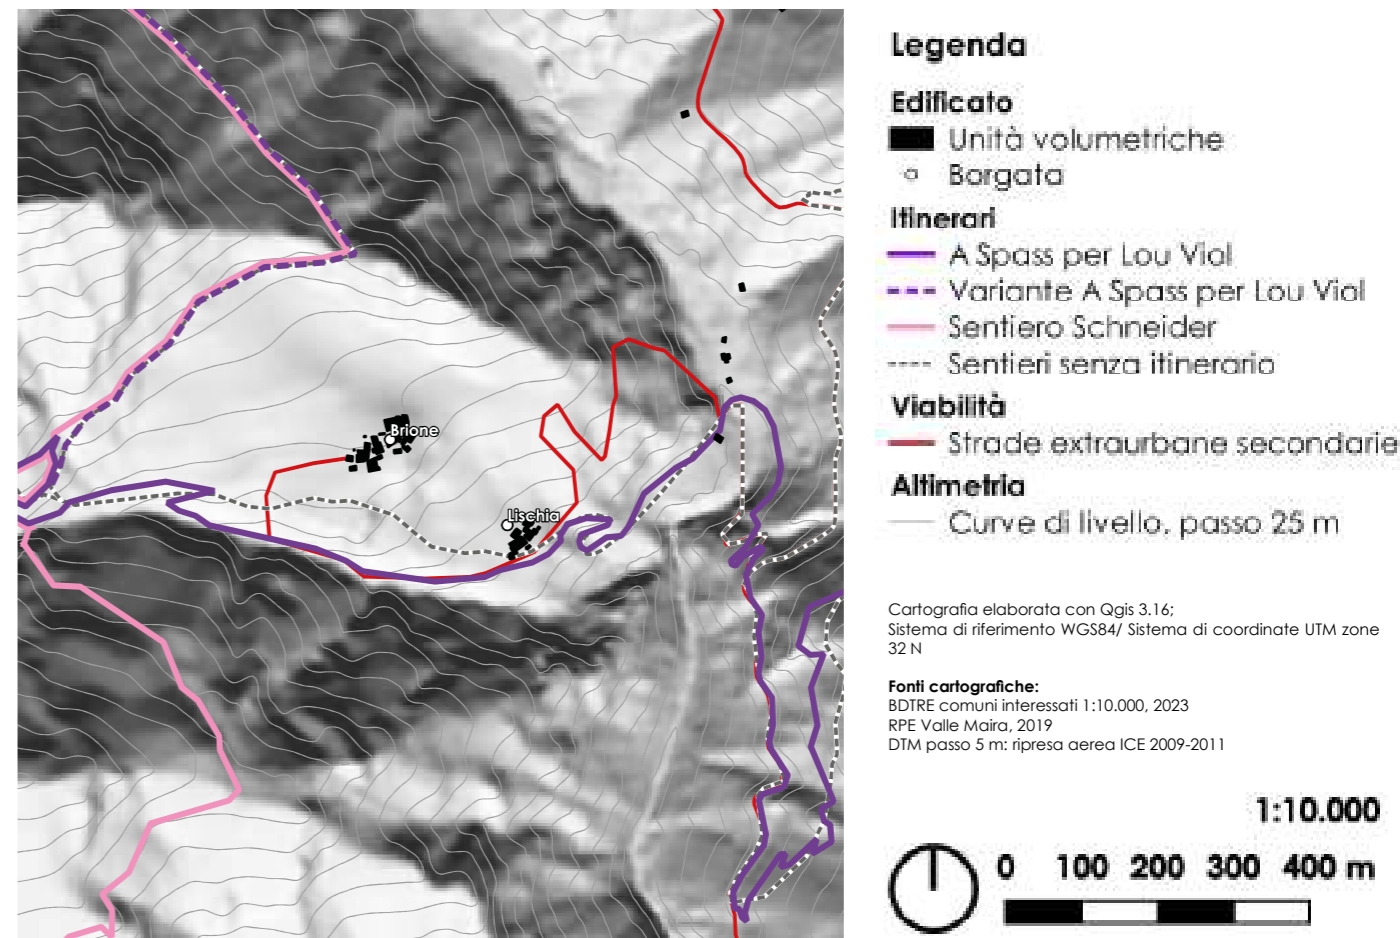 Brione
Lischia
Legenda
Edificato
Unità volumetriche
Borgata
Itinerari
A Spass per Lou Viol
Variante A Spass per Lou Viol
Sentiero Schneider
Sentieri senza itinerario
Viabilità
Strade extraurbane secondarie
Altimetria
Curve di livello, passo 25 m
Cartografia elaborata con Qgis 3.16;
Sistema di riferimento WGS84/ Sistema di coordinate UTM zone
32 N
Fonti cartografiche:
BDTRE comuni interessati 1:10.000, 2023
RPE Valle Maira, 2019
DTM passo 5 m: ripresa aerea ICE 2009-2011
1:10.000
0 100 200 300 400 m